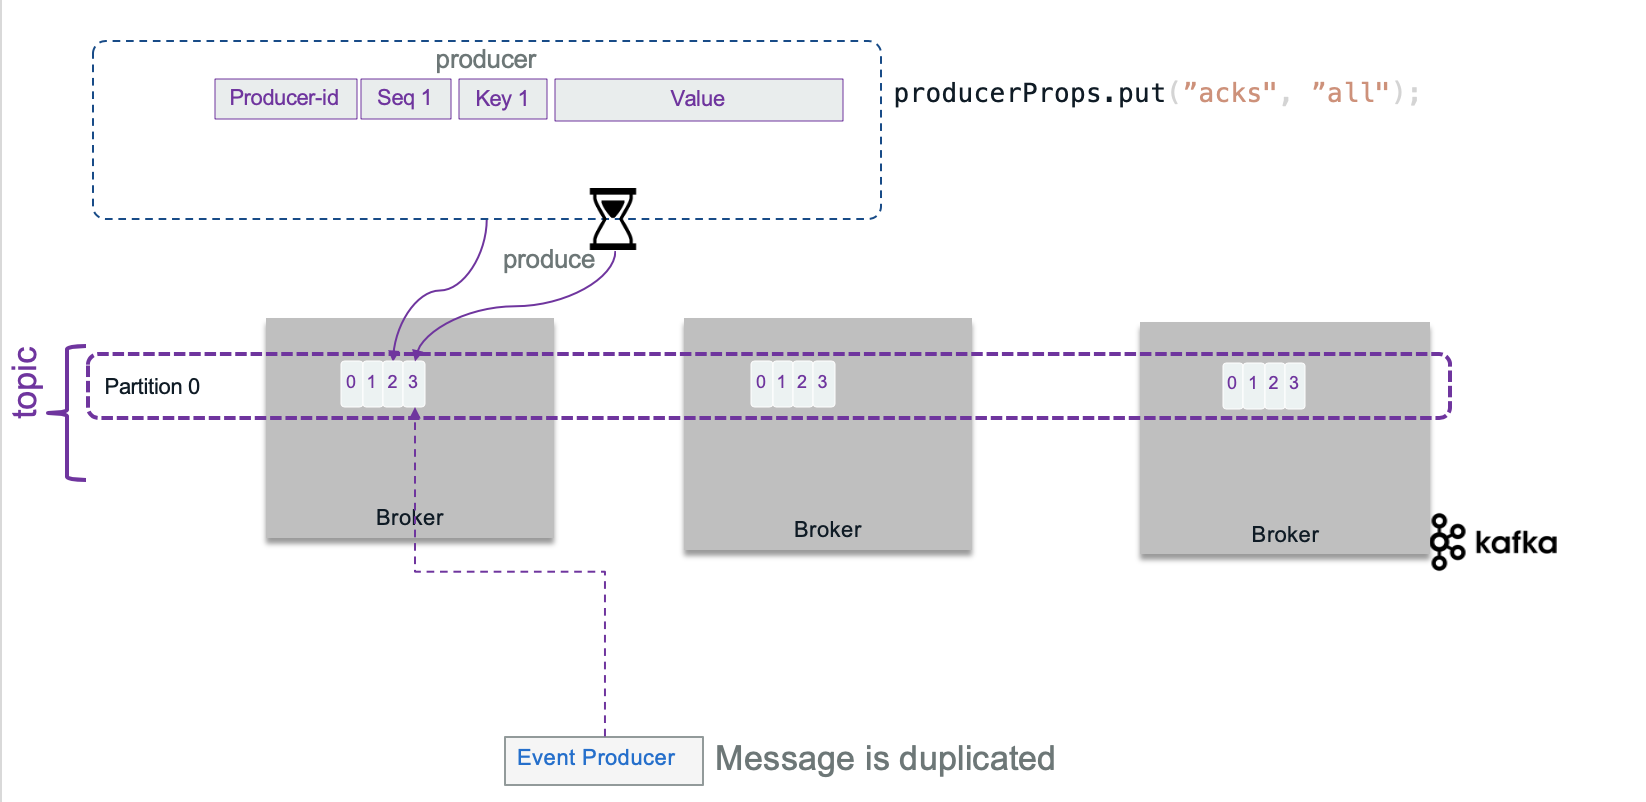 producer
Producer-id Seq 1 Key 1 Value
producerProps.put(”acks", ”all");
produce
topic
Partition 0
0 1 2 3
0 1 2 3
0 1 2 3
Broker
Broker
Broker
kafka
Event Producer
Message is duplicated